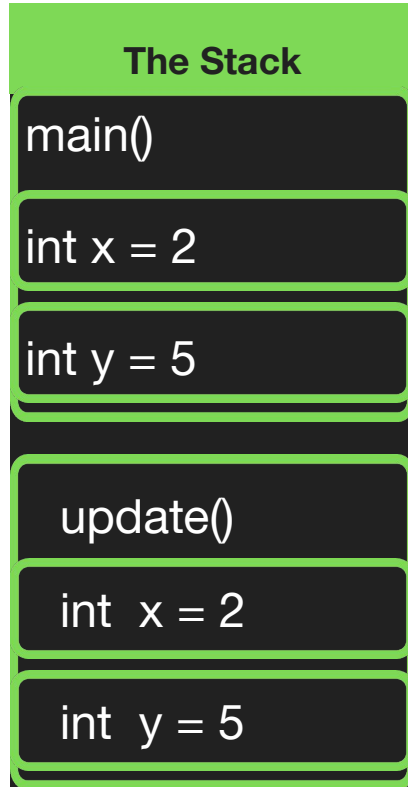 The Stack
main()
int x = 2
int y = 5
update()
int  x = 2
int  y = 5